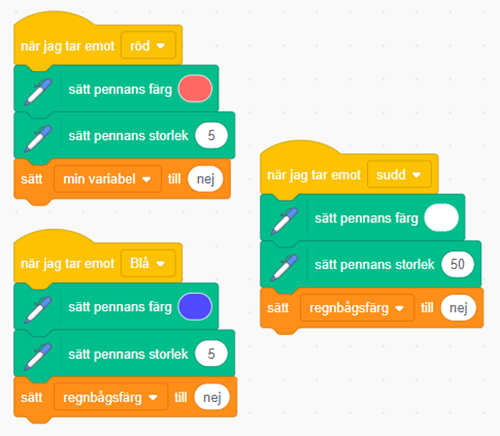 när jag tar emot röd
sätt pennans färg
sätt pennans storlek 5
sätt min variabel till nej
när jag tar emot Blå
sätt pennans färg
sätt pennans storlek 5
sätt regnbågsfärg till nej
när jag tar emot sudd
sätt pennans färg
sätt pennans storlek 50
sätt regnbågsfärg till nej